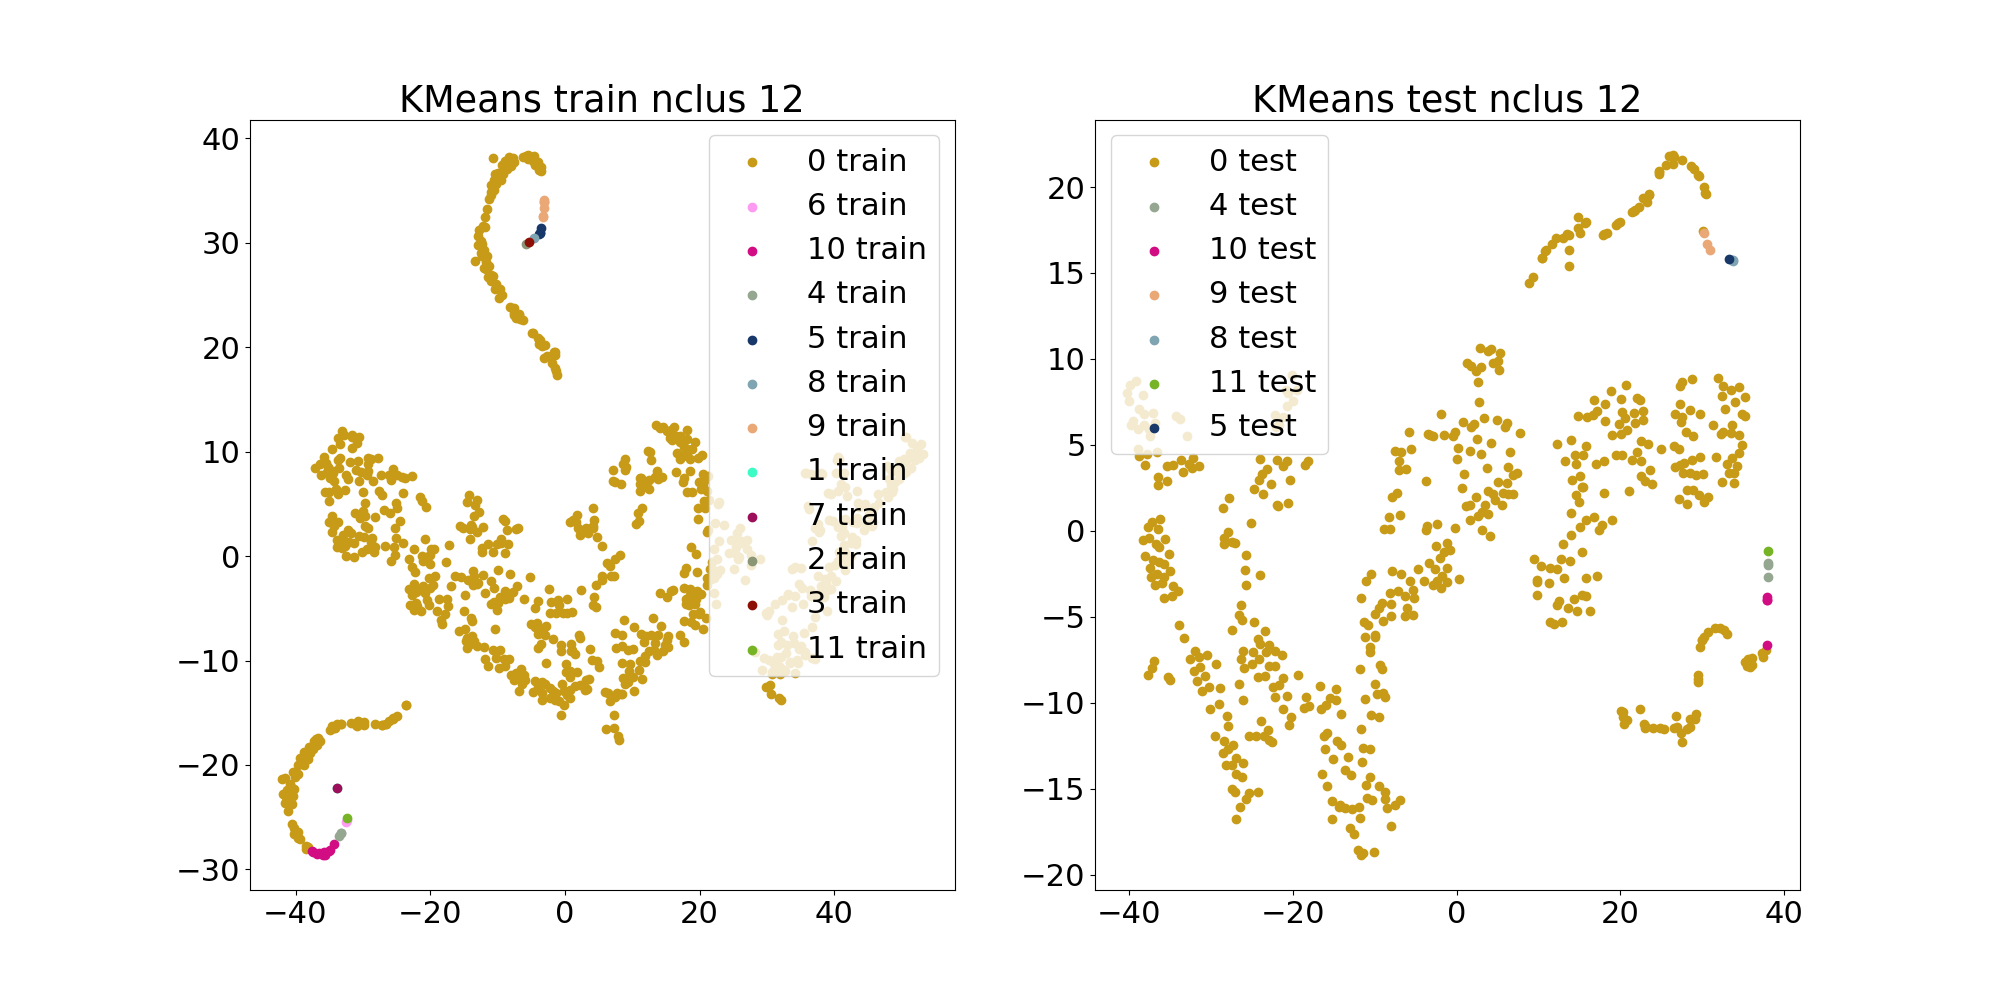 KMeans train nclus 12
40
30
20
10
0
−10
−20
−30
−40
−20
0
20
40
0 train
6 train
10 train
4 train
5 train
8 train
9 train
1 train
7 train
2 train
3 train
11 train
KMeans test nclus 12
20
15
10
5
0
−5
−10
−15
−20
−40
−20
0
20
40
0 test
4 test
10 test
9 test
8 test
11 test
5 test